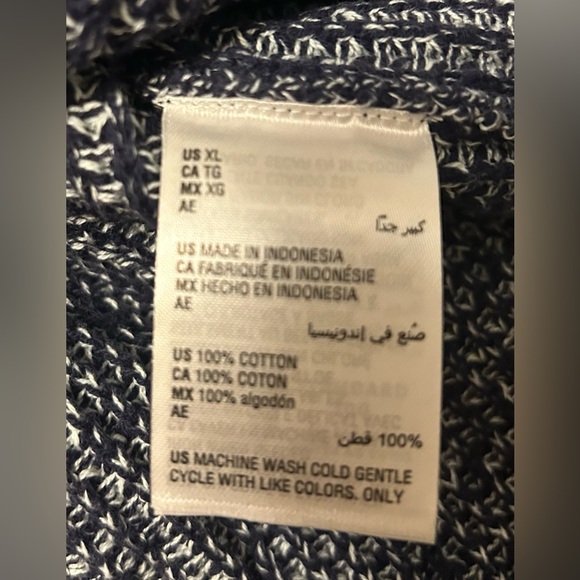 US XL
CA TG
MX XG
AE
كبير جدًا
US MADE IN INDONESIA
CA FABRIQUÉ EN INDONÉSIE
MX HECHO EN INDONESIA
AE
صُنع في إندونيسيا
US 100% COTTON
CA 100% COTON
MX 100% algodón
AE
100% قطن
US MACHINE WASH COLD GENTLE
CYCLE WITH LIKE COLORS. ONLY